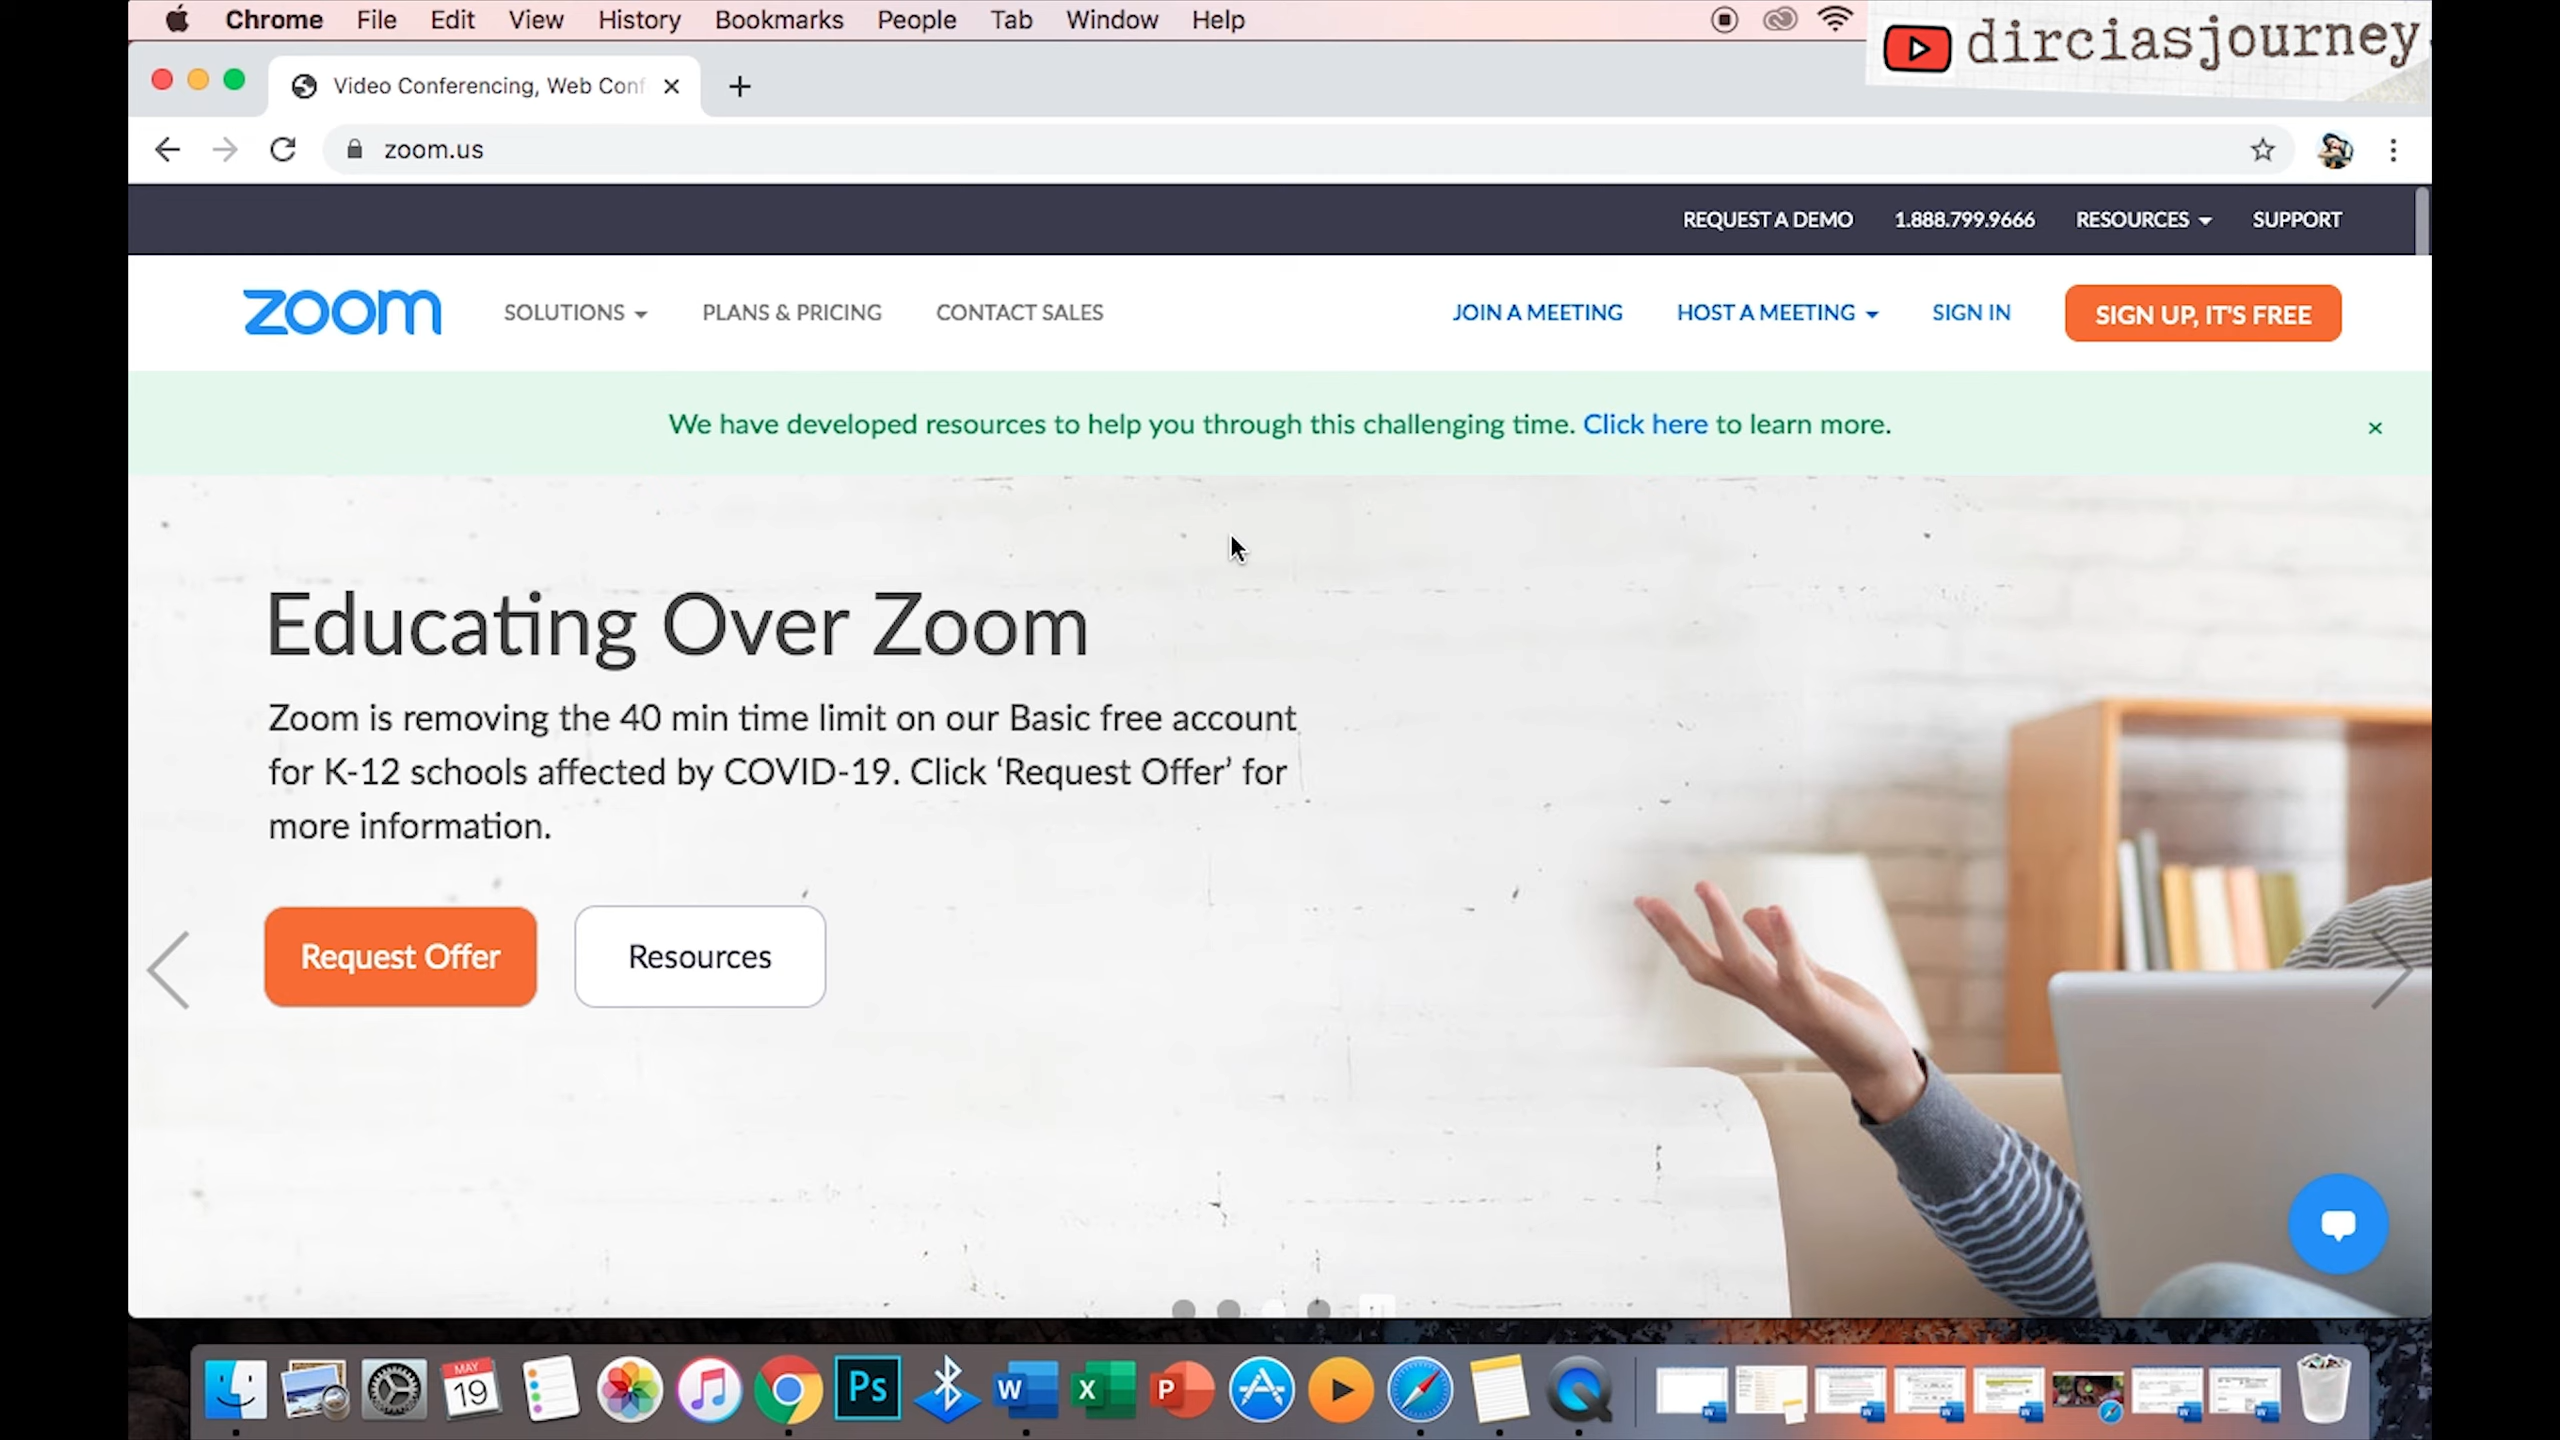 Chrome File Edit View History Bookmarks People Tab Window Help
dirciasjourney
Video Conferencing, Web Conf
zoom.us
REQUEST A DEMO 1.888.799.9666 RESOURCES SUPPORT
zoom SOLUTIONS PLANS & PRICING CONTACT SALES JOIN A MEETING HOST A MEETING SIGN IN SIGN UP, IT'S FREE
We have developed resources to help you through this challenging time. Click here to learn more.
Educating Over Zoom
Zoom is removing the 40 min time limit on our Basic free account
for K-12 schools affected by COVID-19. Click ‘Request Offer’ for
more information.
Request Offer Resources
MAY
19
Ps
W
X
P